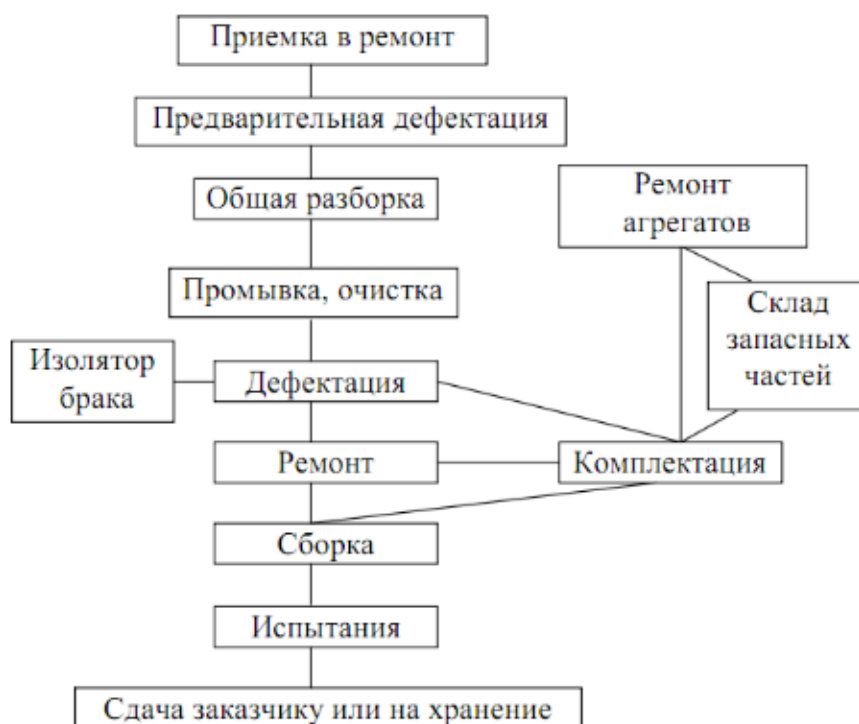 Приемка в ремонт
Предварительная дефектация
Общая разборка
Ремонт
агрегатов
Промывка, очистка
Склад
запасных
частей
Изолятор
брака
Дефектация
Ремонт
Комплектация
Сборка
Испытания
Сдача заказчику или на хранение